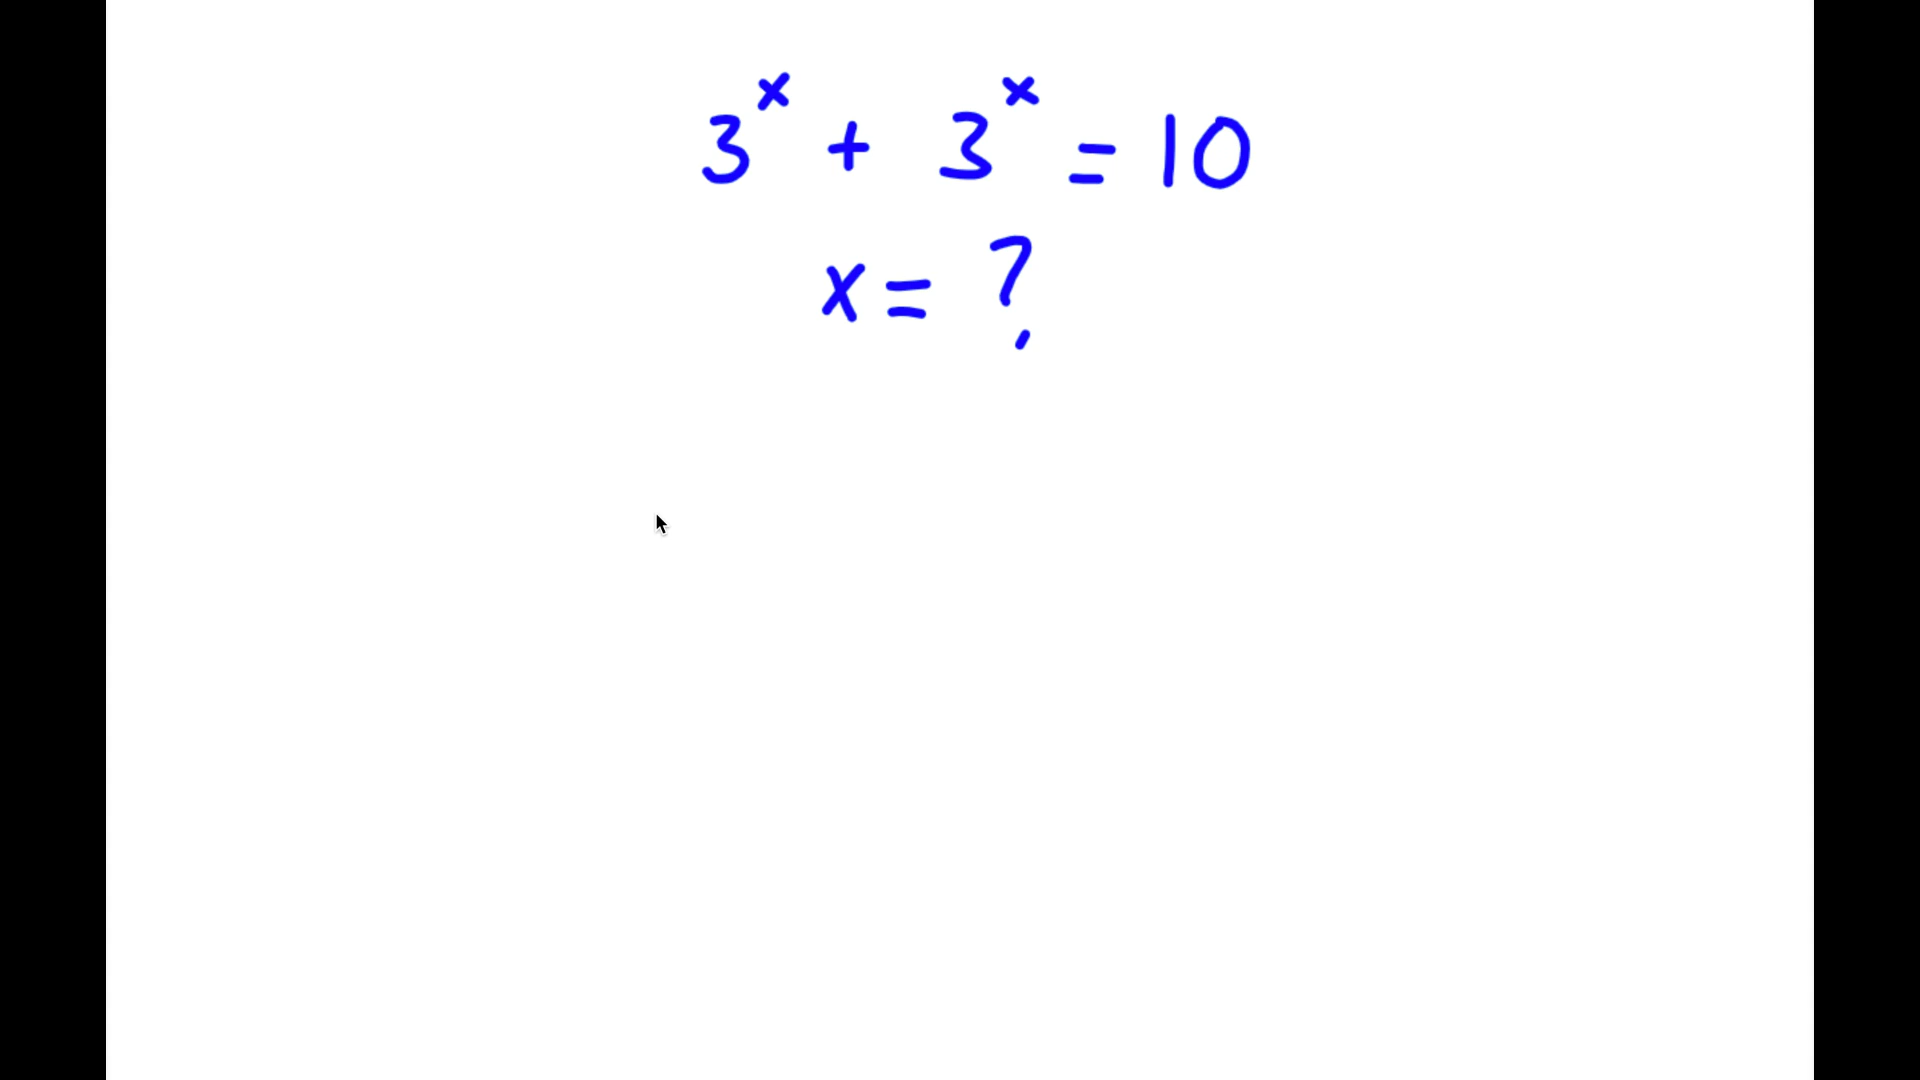 3^x + 3^x = 10
x = ?